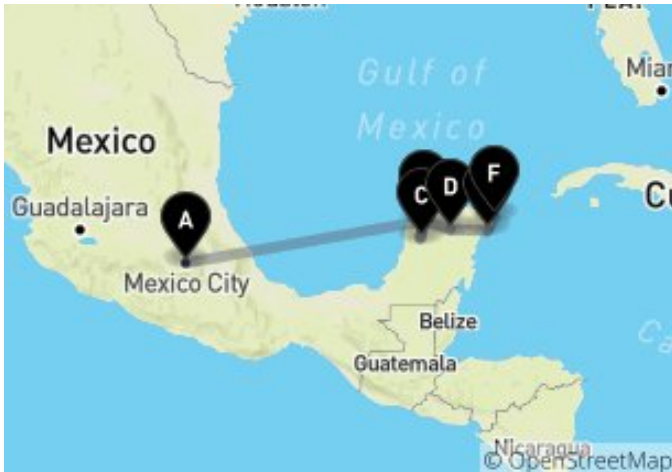 Gulf of
Mexico
Mexico
Guadalajara
A
Mexico City
C
D
F
Belize
Guatemala
Nicaragua
© OpenStreetMap